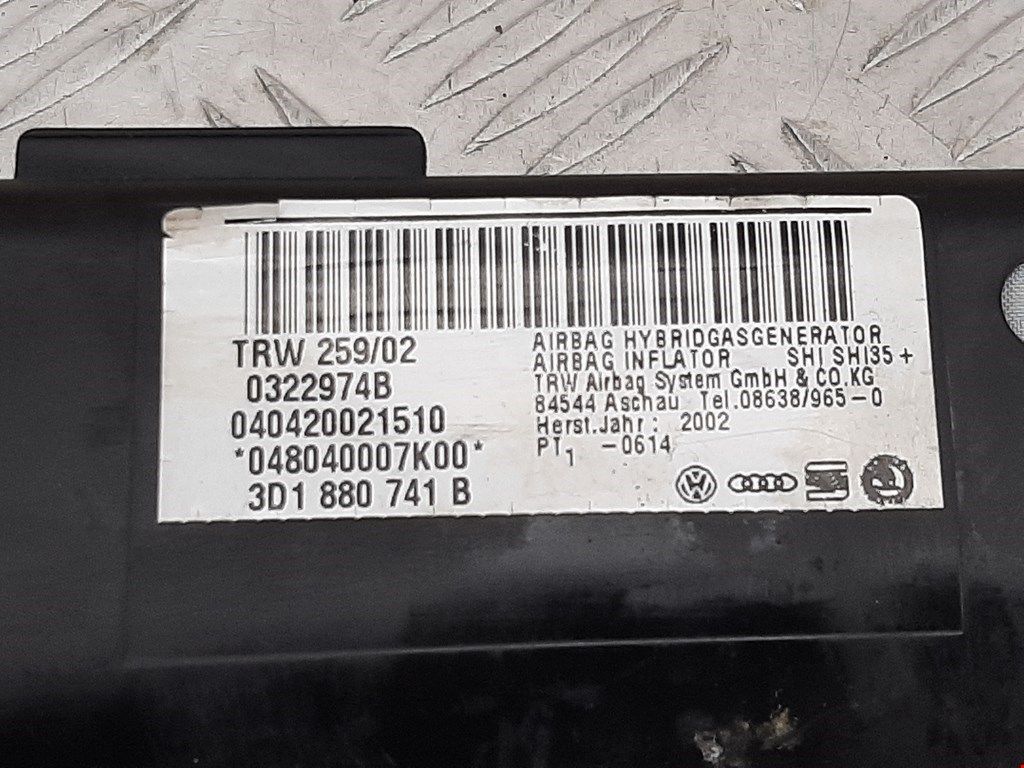 TRW 259/02
0322974B
040420021510
*048040007K00*
3D1 880 741 B
AIRBAG HYBRIDGASGENERATOR
AIRBAG INFLATOR SHI SHI35 +
TRW Airbag System GmbH & CO.KG
84544 Aschau Tel.08638/965-0
Herst.Jahr: 2002
PT1 -0614